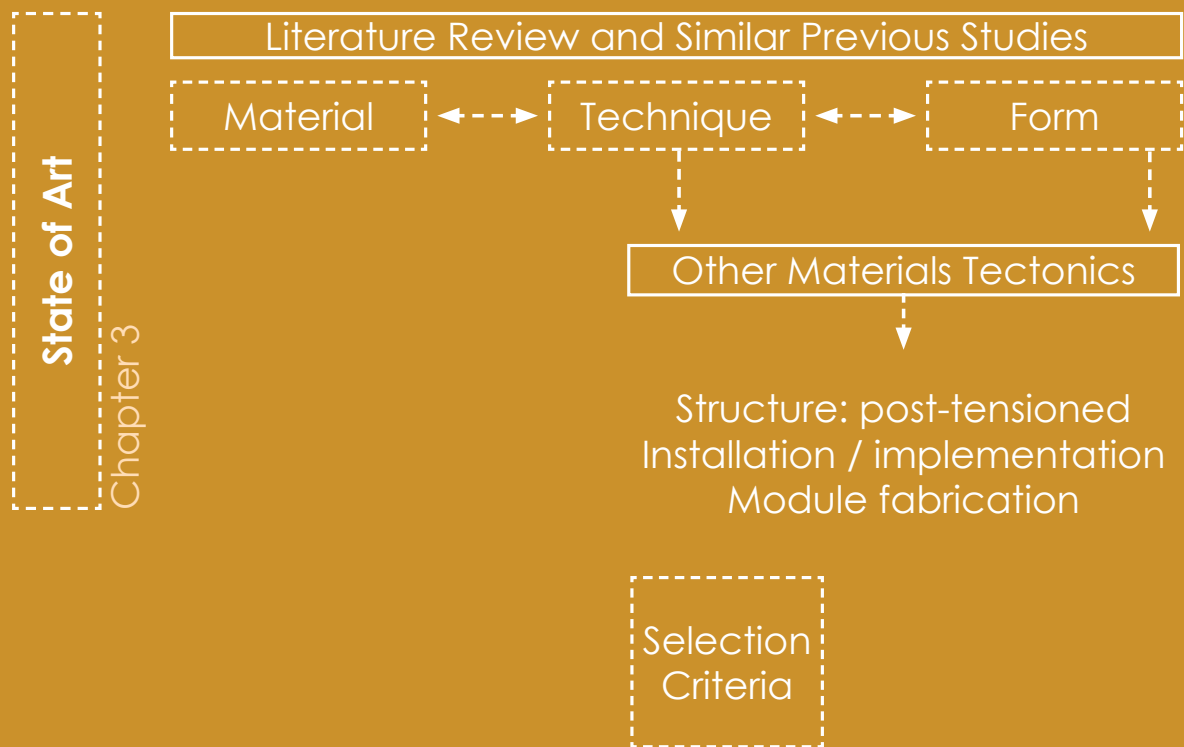 State of Art
Chapter 3
Literature Review and Similar Previous Studies
Material
Technique
Form
Other Materials Tectonics
Structure: post-tensioned
Installation / implementation
Module fabrication
Selection
Criteria